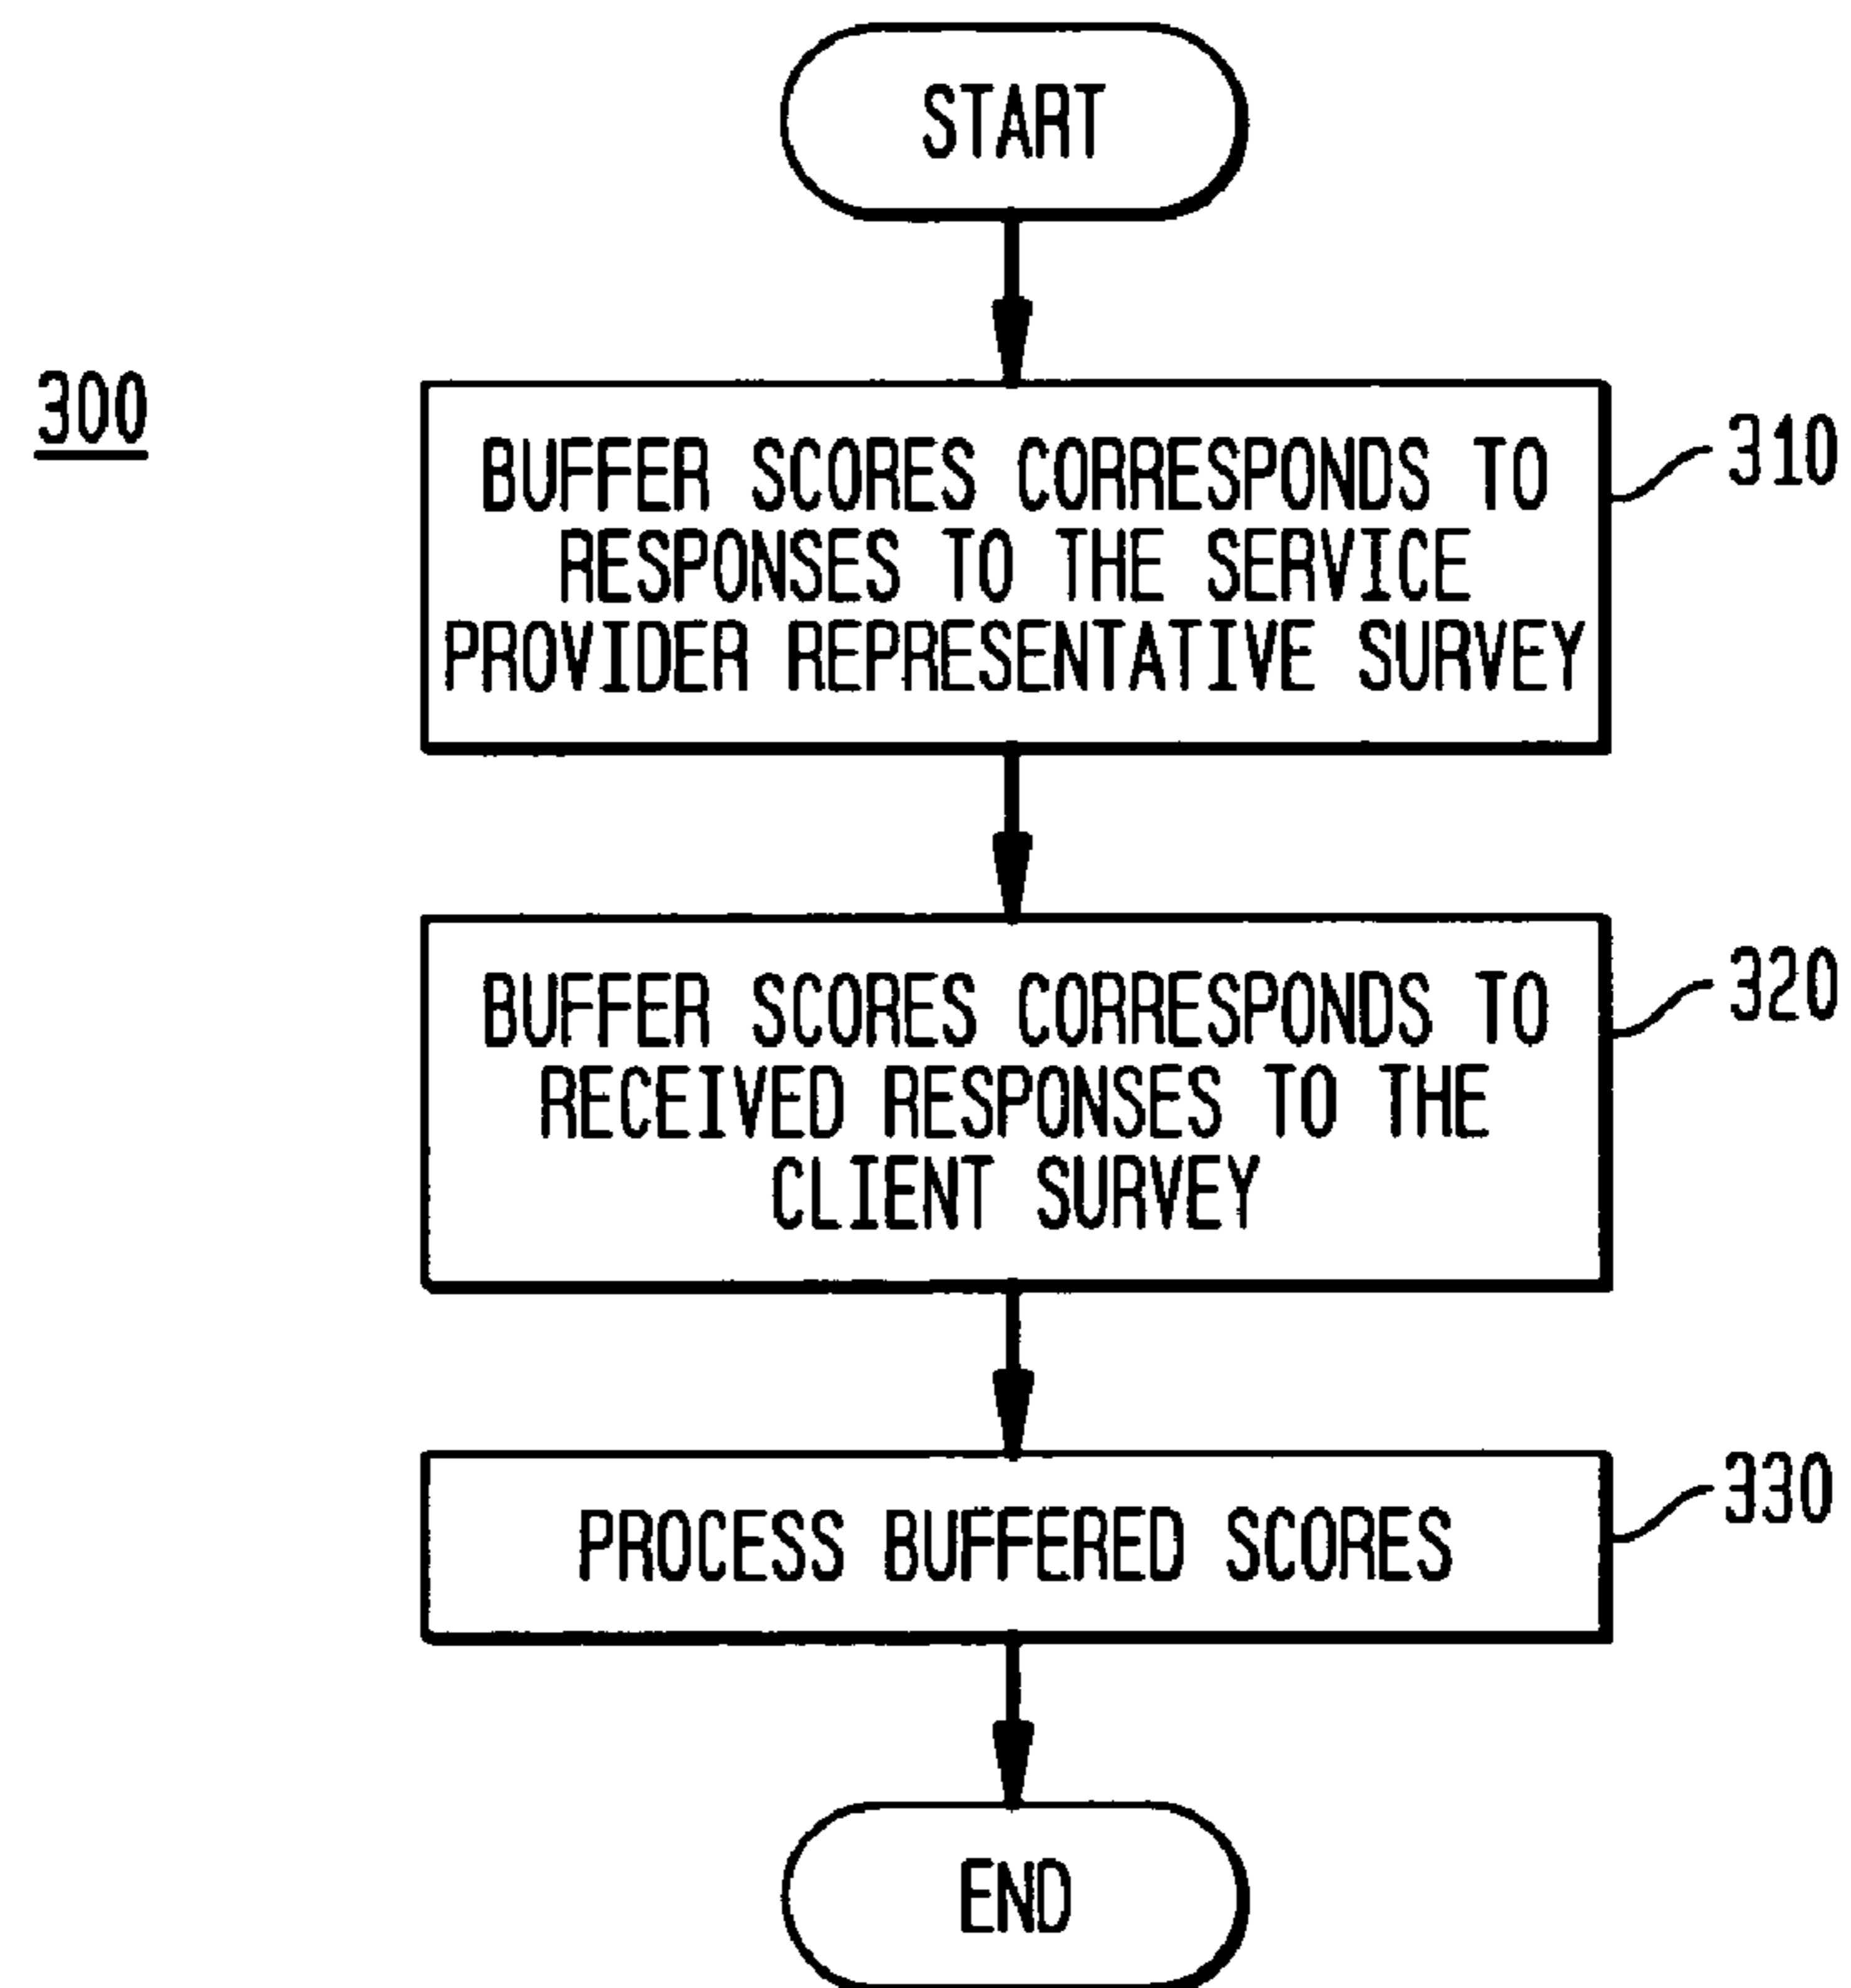 START
300
BUFFER SCORES CORRESPONDS TO
RESPONSES TO THE SERVICE
PROVIDER REPRESENTATIVE SURVEY
310
BUFFER SCORES CORRESPONDS TO
RECEIVED RESPONSES TO THE
CLIENT SURVEY
320
PROCESS BUFFERED SCORES
330
END